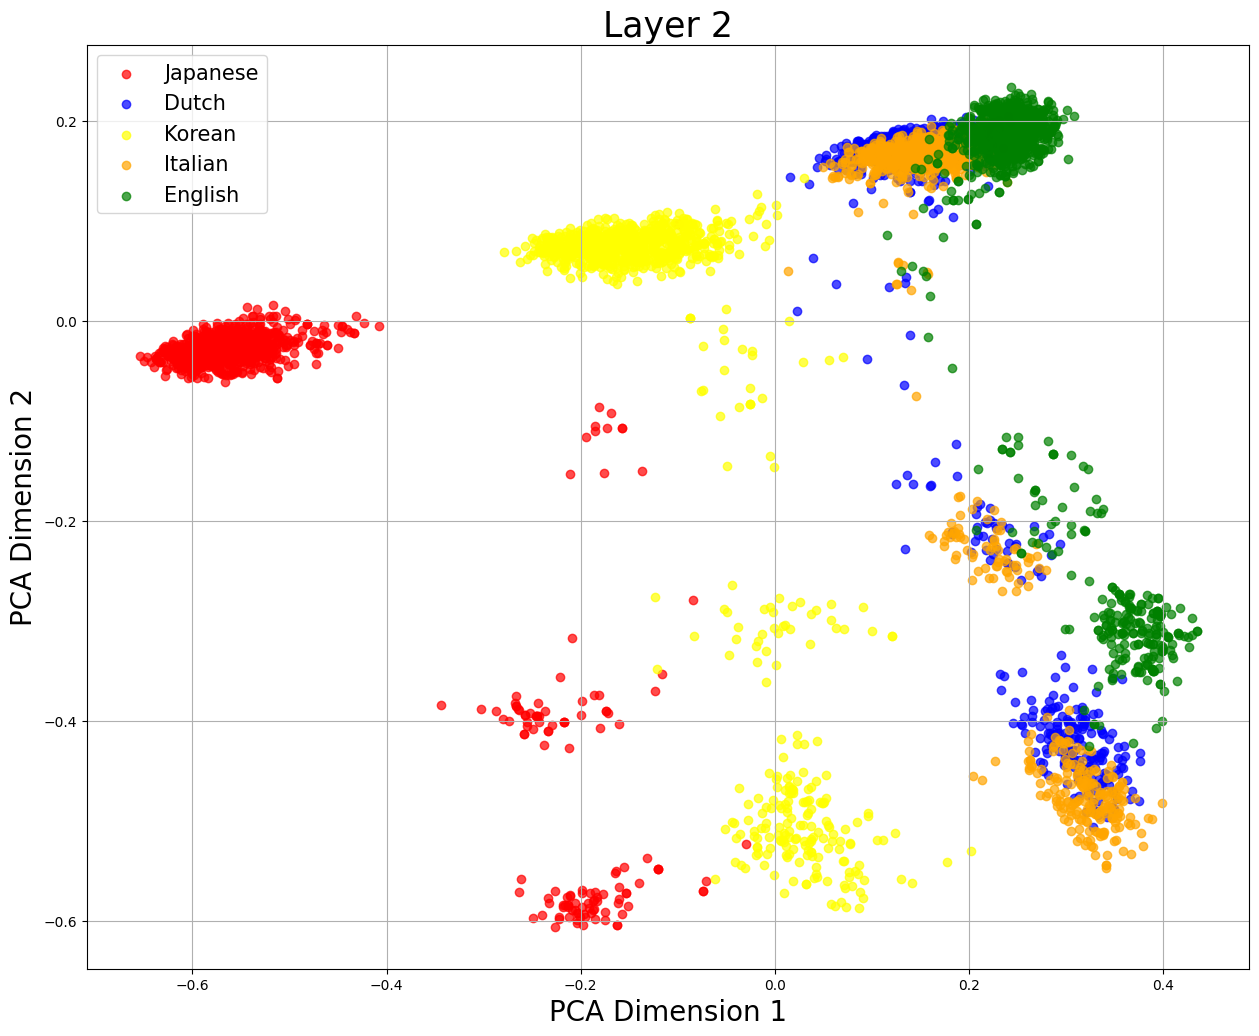 Layer 2
Japanese
Dutch
Korean
Italian
English
0.2
0.0
−0.2
−0.4
−0.6
PCA Dimension 2
−0.6
−0.4
−0.2
0.0
0.2
0.4
PCA Dimension 1